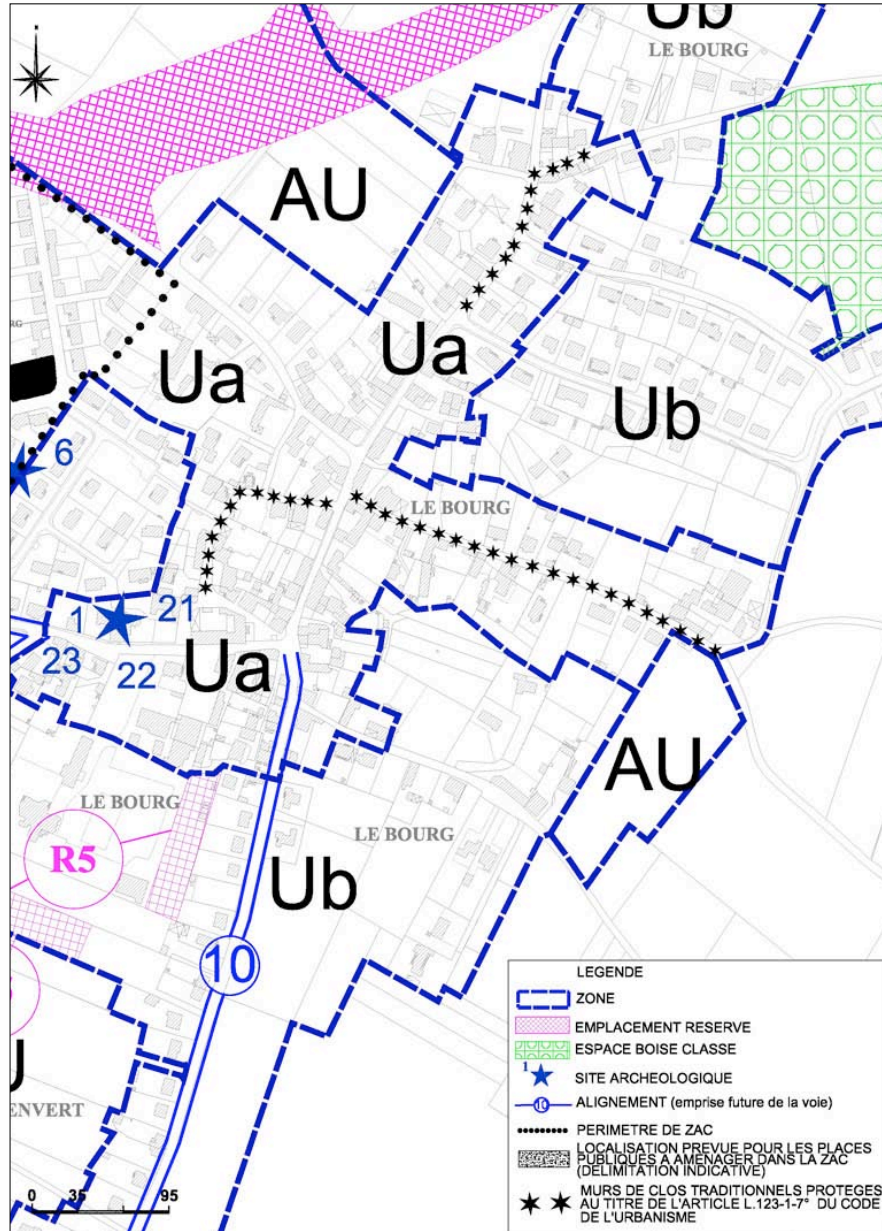 Ub
LE BOURG
AU
Ua
Ua
Ub
6
LE BOURG
1
21
23
22
Ua
AU
LE BOURG
R5
LE BOURG
Ub
10
ENVERT
0 35 95
LEGENDE
ZONE
EMPLACEMENT RESERVE
ESPACE BOISE CLASSE
1
SITE ARCHEOLOGIQUE
10 ALIGNEMENT (emprise future de la voie)
PERIMETRE DE ZAC
LOCALISATION PREVUE POUR LES PLACES
PUBLIQUES A AMENAGER DANS LA ZAC
(DELIMITATION INDICATIVE)
MURS DE CLOS TRADITIONNELS PROTEGES
AU TITRE DE L'ARTICLE L.123-1-7° DU CODE
DE L'URBANISME